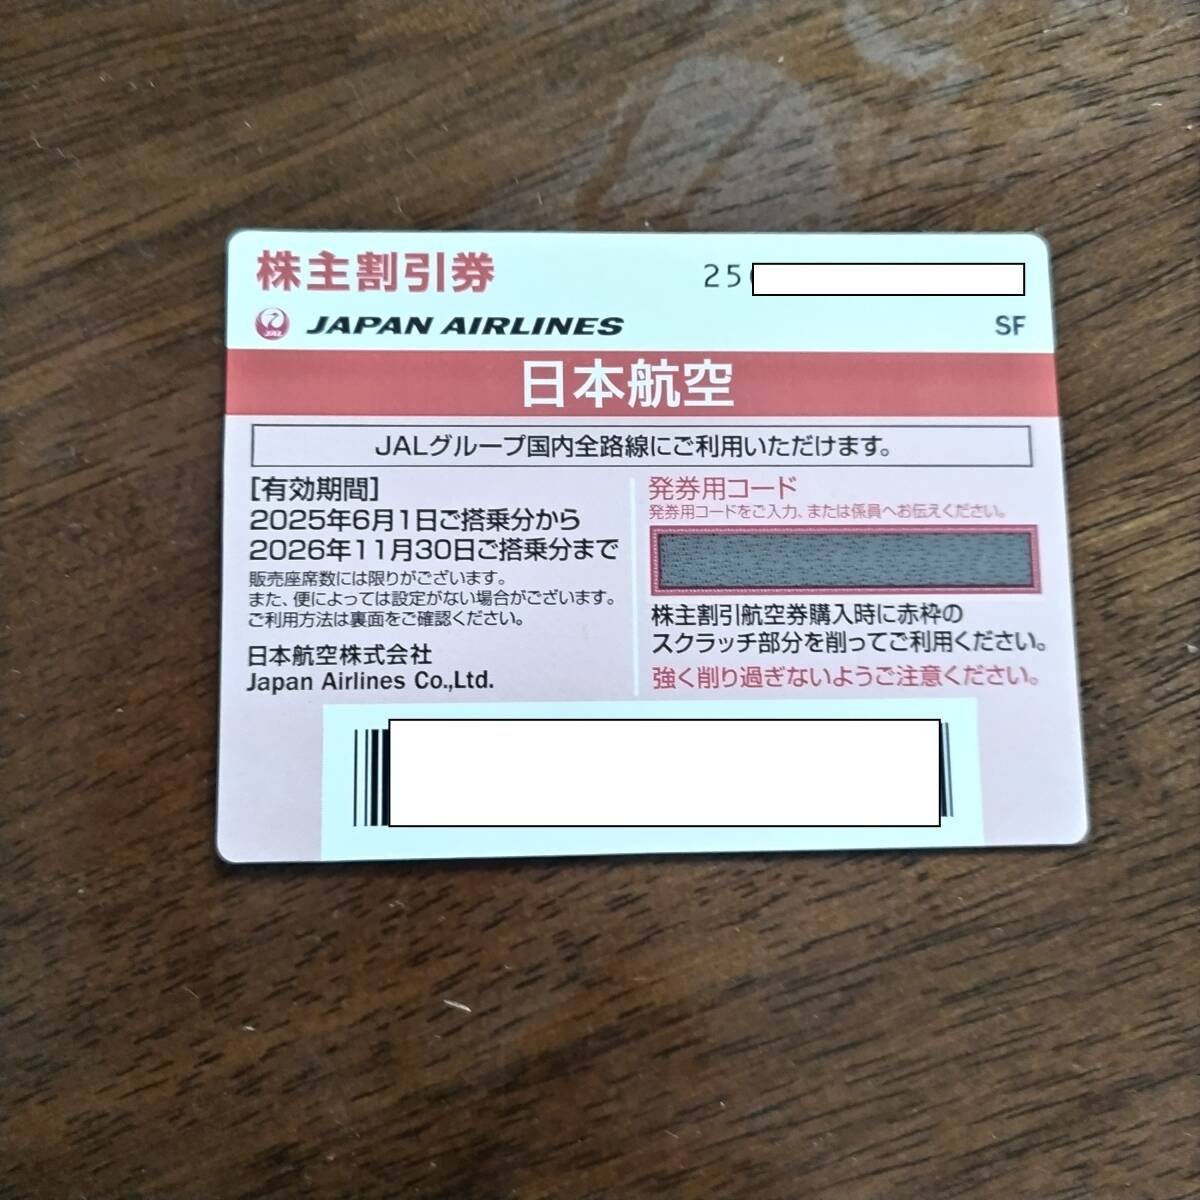 株主割引券
25
JAL
JAPAN AIRLINES
SF
日本航空
JALグループ国内全路線にご利用いただけます。
[有効期間]
2025年6月1日ご搭乗分から
2026年11月30日ご搭乗分まで
販売座席数には限りがございます。
また、便によっては設定がない場合がございます。
ご利用方法は裏面をご確認ください。
日本航空株式会社
Japan Airlines Co.,Ltd.
発券用コード
発券用コードをご入力、または係員へお伝えください。
株主割引航空券購入時に赤枠の
スクラッチ部分を削ってご利用ください。
強く削り過ぎないようご注意ください。